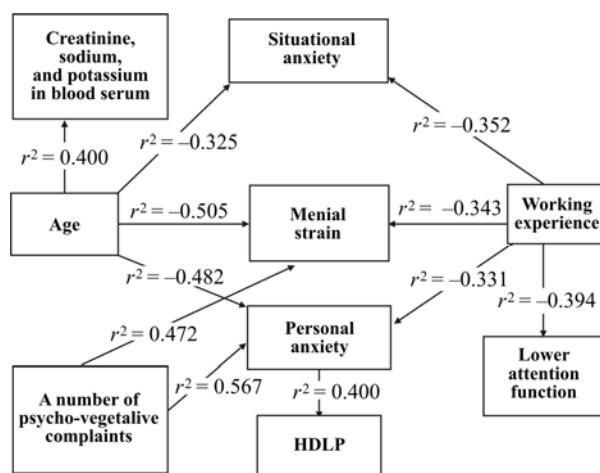 Creatinine,
sodium,
and potassium
in blood serum
Situational
anxiety
r² = 0.400
r² = –0.325
r² = –0.352
Age
r² = –0.505
Menial
strain
r² = –0.343
Working
experience
r² = –0.482
r² = –0.331
r² = –0.394
r² = 0.472
Personal
anxiety
r² = 0.567
r² = 0.400
Lower
attention
function
A number of
psycho-vegetalive
complaints
HDLP